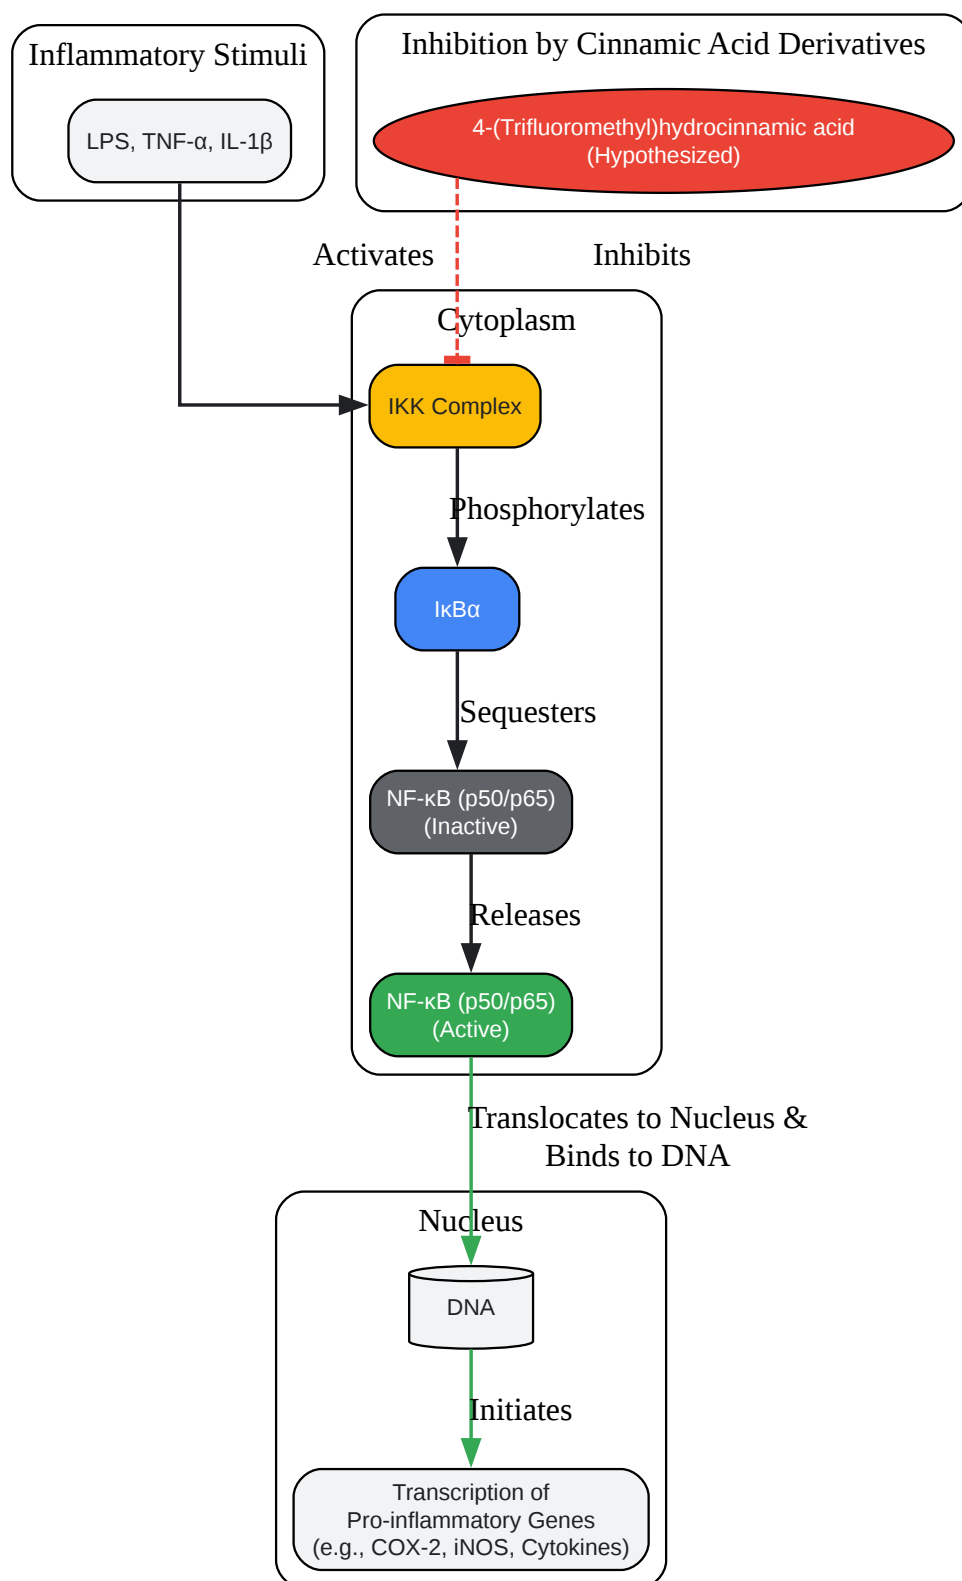 Inflammatory Stimuli
LPS, TNF-α, IL-1β
Inhibition by Cinnamic Acid Derivatives
4-(Trifluoromethyl)hydrocinnamic acid
(Hypothesized)
Activates
Inhibits
Cytoplasm
IKK Complex
Phosphorylates
IκBα
Sequesters
NF-κB (p50/p65)
(Inactive)
Releases
NF-κB (p50/p65)
(Active)
Translocates to Nucleus &
Binds to DNA
Nucleus
DNA
Initiates
Transcription of
Pro-inflammatory Genes
(e.g., COX-2, iNOS, Cytokines)